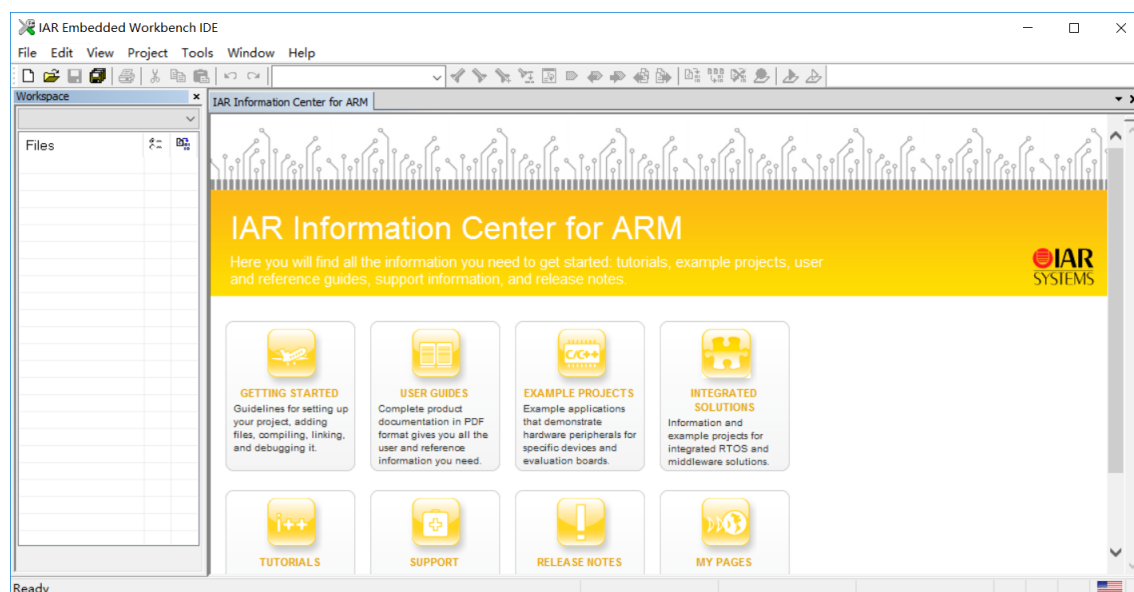 IAR Embedded Workbench IDE
File Edit View Project Tools Window Help
Workspace
IAR Information Center for ARM
Files
IAR Information Center for ARM
Here you will find all the information you need to get started: tutorials, example projects, user
and reference guides, support information, and release notes.
IAR
SYSTEMS
GETTING STARTED
Guidelines for setting up
your project, adding
files, compiling, linking,
and debugging it.
USER GUIDES
Complete product
documentation in PDF
format gives you all the
user and reference
information you need.
C/C++
EXAMPLE PROJECTS
Example applications
that demonstrate
hardware peripherals for
specific devices and
evaluation boards.
INTEGRATED
SOLUTIONS
Information and
example projects for
integrated RTOS and
middleware solutions.
i++
TUTORIALS
SUPPORT
RELEASE NOTES
MY PAGES
Ready